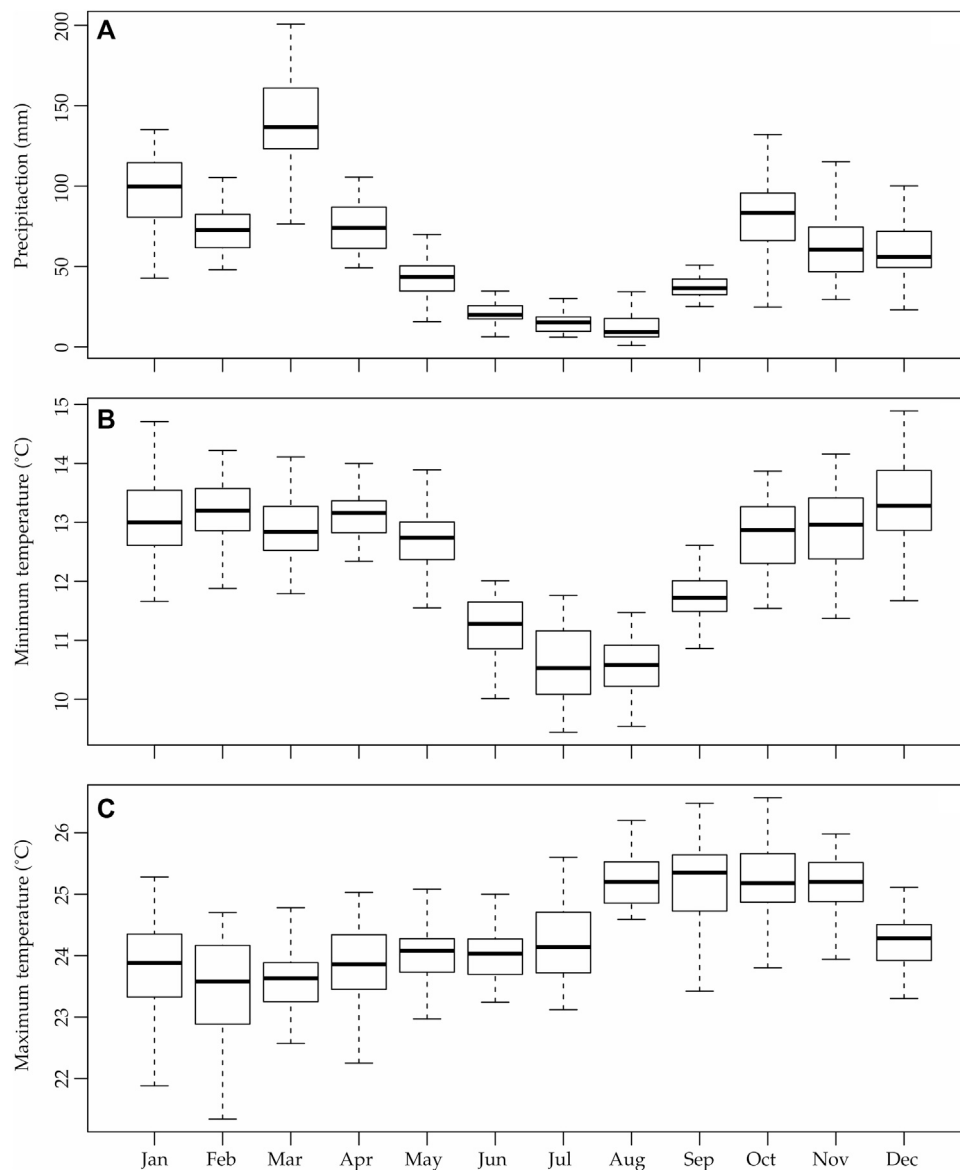 A
Precipitaction (mm)
200
150
100
50
0
B
Minimum temperature (°C)
15
14
13
12
11
10
C
Maximum temperature (°C)
26
25
24
23
22
Jan Feb Mar Apr May Jun Jul Aug Sep Oct Nov Dec